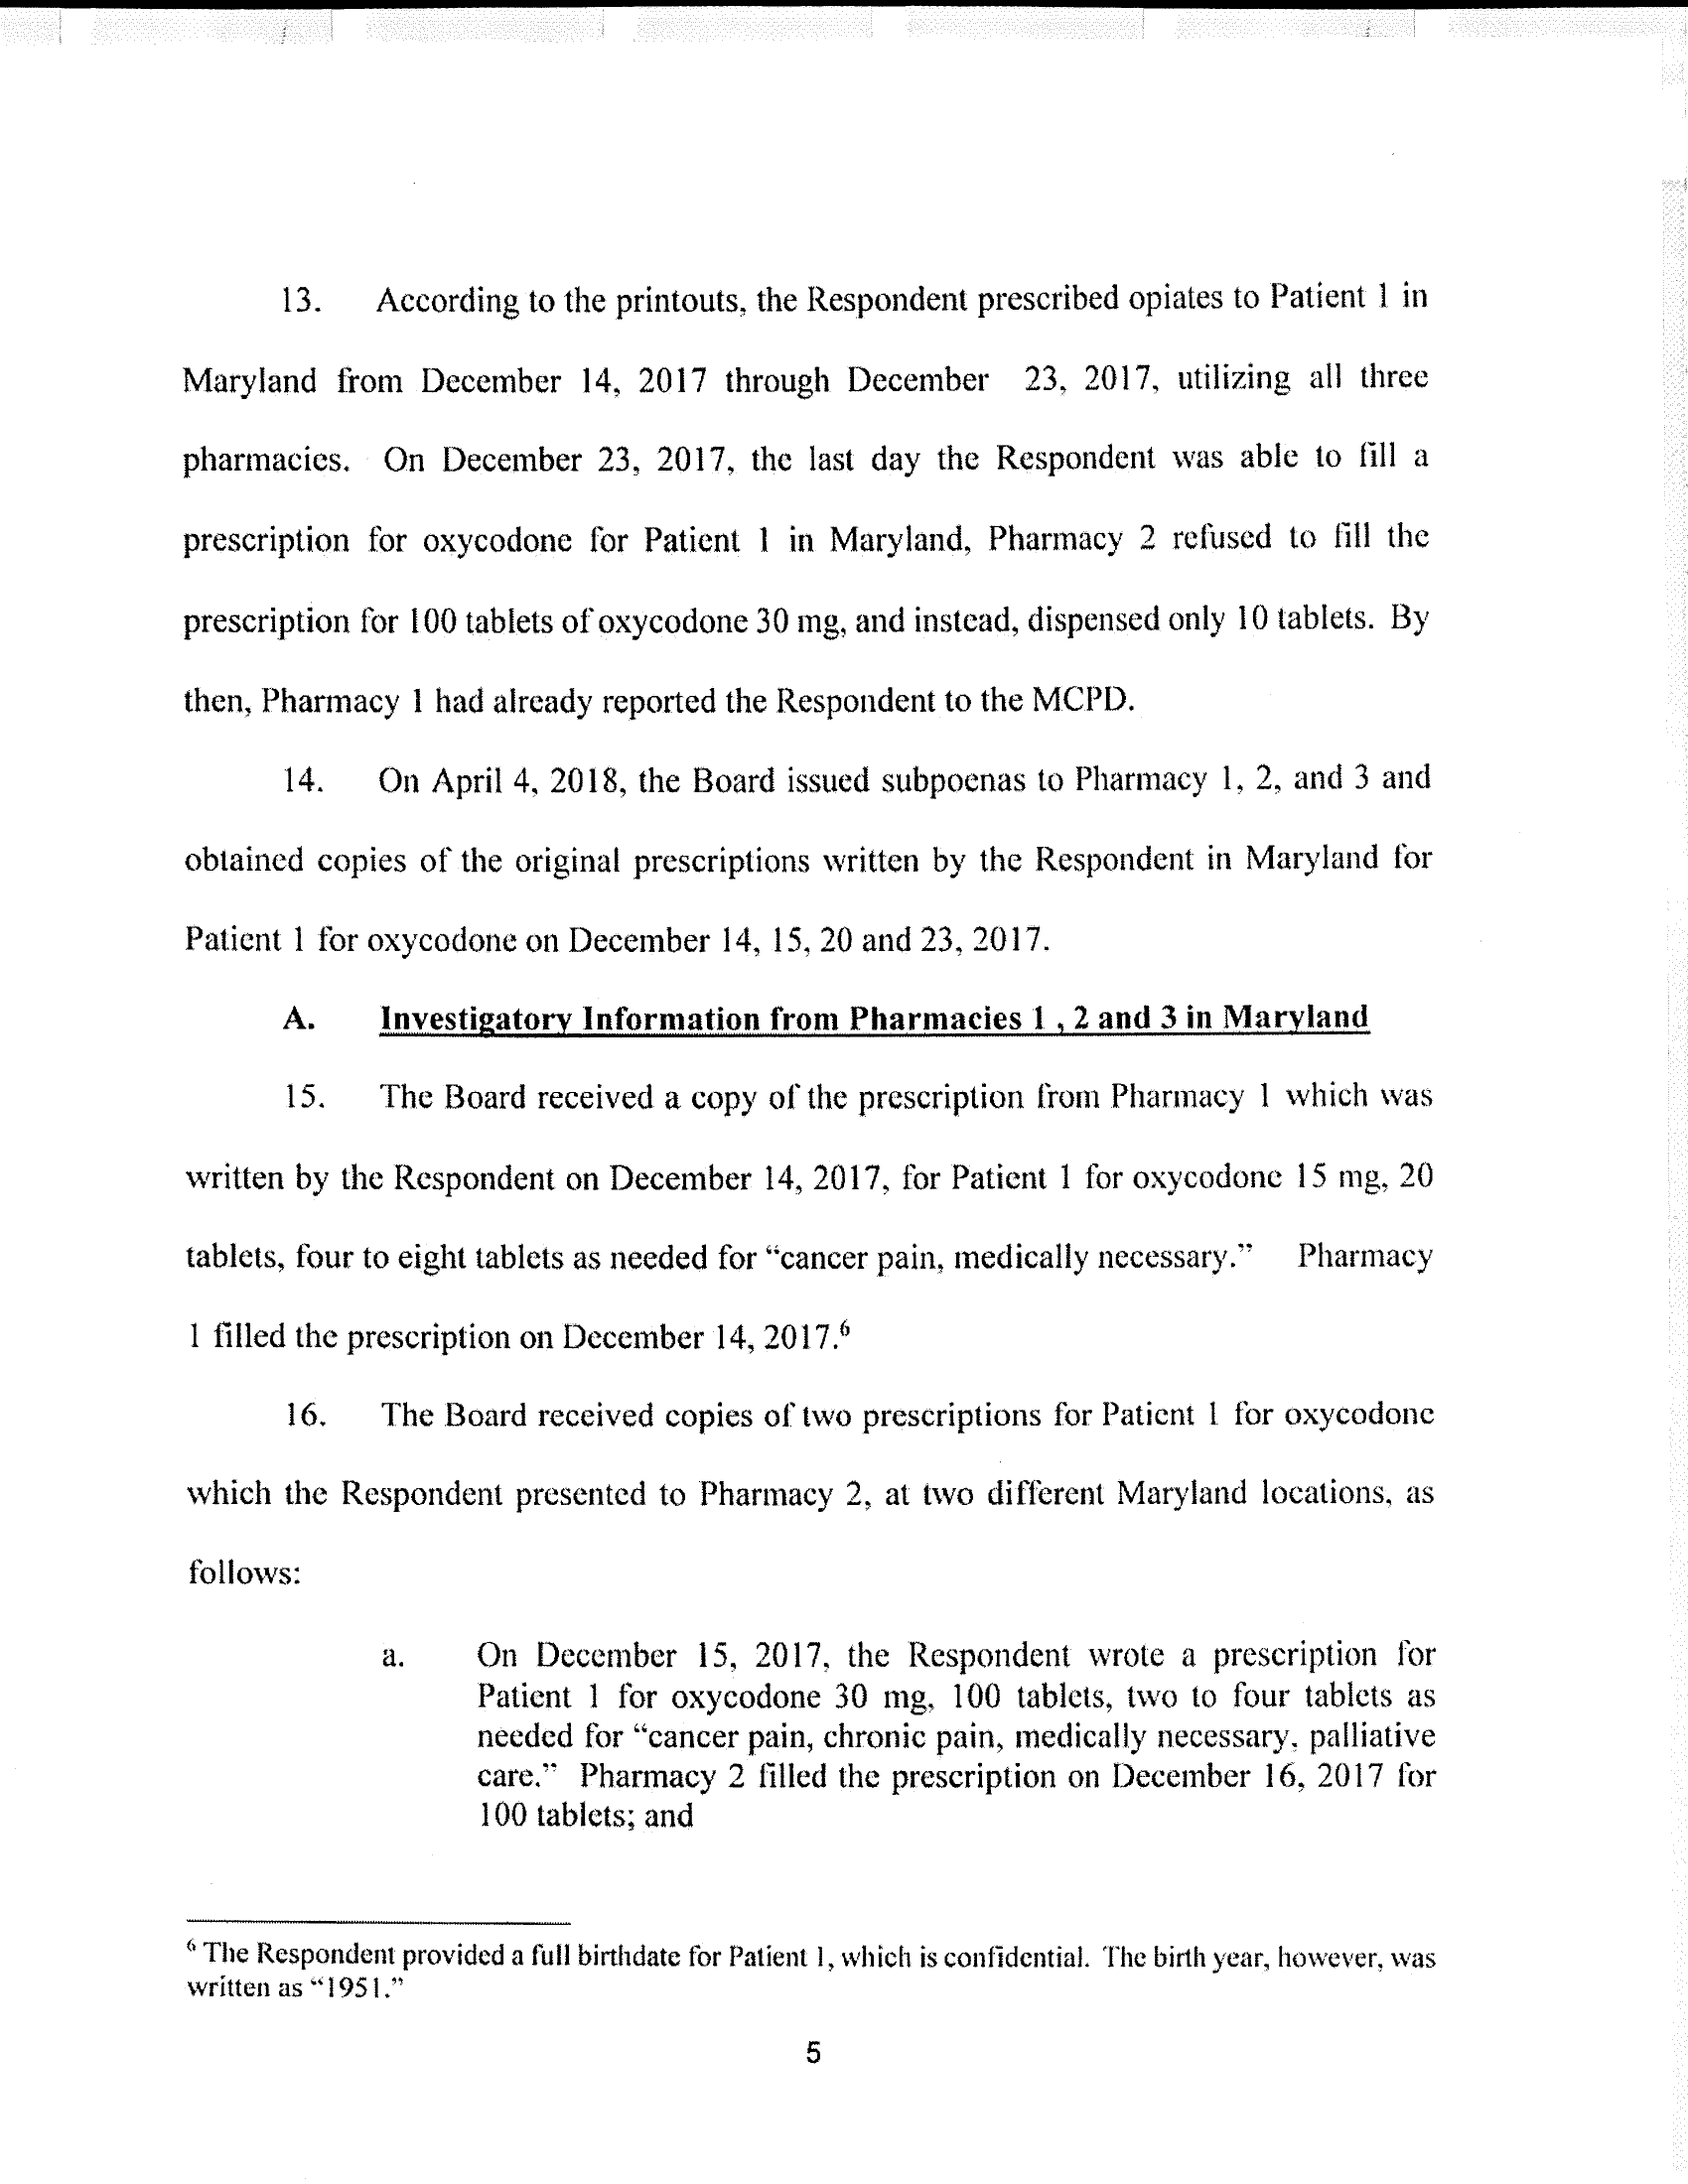 13. According to the printouts, the Respondent prescribed opiates to Patient 1 in
Maryland from December 14, 2017 through December 23, 2017, utilizing all three
pharmacies. On December 23, 2017, the last day the Respondent was able to fill a
prescription for oxycodone for Patient 1 in Maryland, Pharmacy 2 refused to fill the
prescription for 100 tablets of oxycodone 30 mg, and instead, dispensed only 10 tablets. By
then, Pharmacy 1 had already reported the Respondent to the MCPD.
14. On April 4, 2018, the Board issued subpoenas to Pharmacy 1, 2, and 3 and
obtained copies of the original prescriptions written by the Respondent in Maryland for
Patient 1 for oxycodone on December 14, 15, 20 and 23, 2017.
A. Investigatory Information from Pharmacies 1 , 2 and 3 in Maryland
15. The Board received a copy of the prescription from Pharmacy 1 which was
written by the Respondent on December 14, 2017, for Patient 1 for oxycodone 15 mg, 20
tablets, four to eight tablets as needed for “cancer pain, medically necessary.” Pharmacy
1 filled the prescription on December 14, 2017.⁶
16. The Board received copies of two prescriptions for Patient 1 for oxycodone
which the Respondent presented to Pharmacy 2, at two different Maryland locations, as
follows:
a. On December 15, 2017, the Respondent wrote a prescription for
Patient 1 for oxycodone 30 mg, 100 tablets, two to four tablets as
needed for “cancer pain, chronic pain, medically necessary, palliative
care.” Pharmacy 2 filled the prescription on December 16, 2017 for
100 tablets; and
⁶ The Respondent provided a full birthdate for Patient 1, which is confidential. The birth year, however, was
written as “1951.”
5